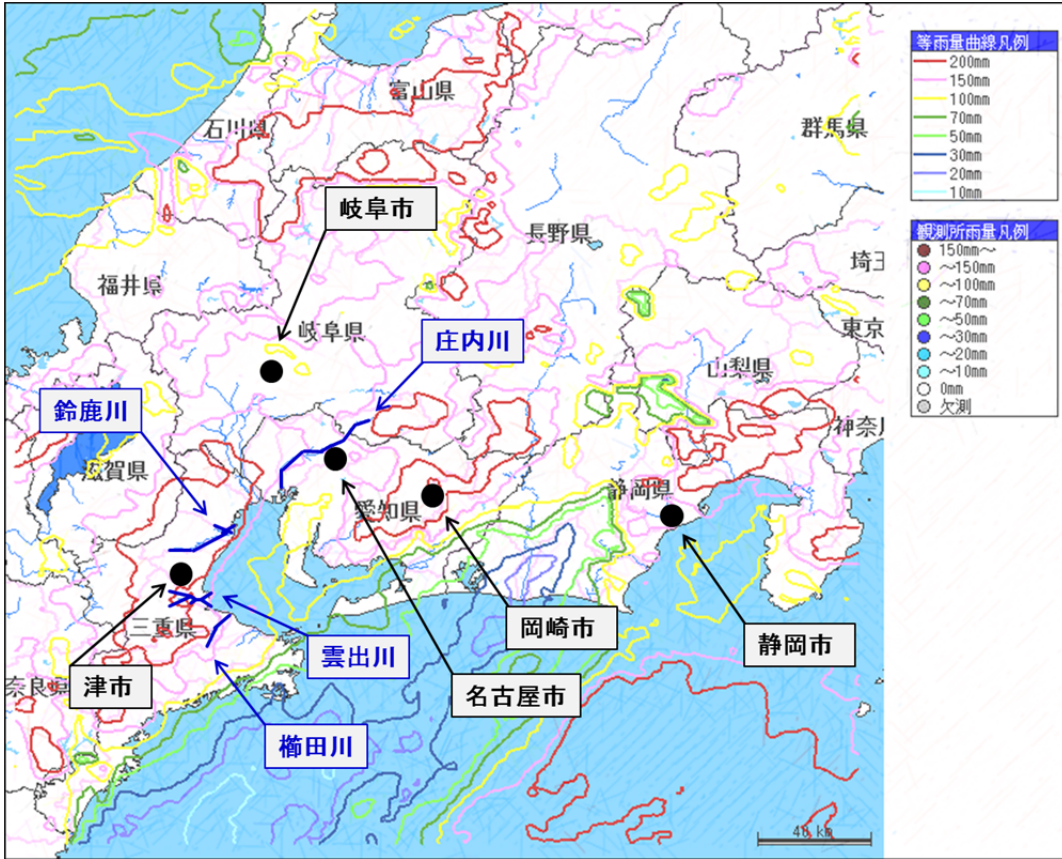 等雨量曲線凡例
200mm
150mm
100mm
70mm
50mm
30mm
20mm
10mm
観測所雨量凡例
150mm~
~150mm
~100mm
~70mm
~50mm
~30mm
~20mm
~10mm
0mm
欠測
富山県
石川県
群馬県
岐阜市
長野県
埼玉
福井県
岐阜県
庄内川
東京
山梨県
鈴鹿川
神奈川
滋賀県
静岡県
愛知県
三重県
岡崎市
静岡市
雲出川
奈良県
津市
名古屋市
櫛田川
40 km